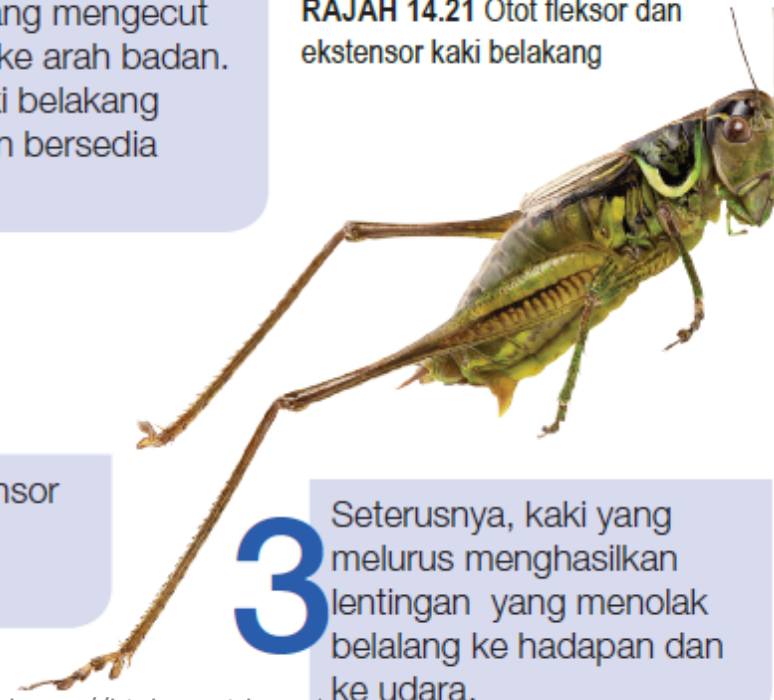 ang mengecut
ke arah badan.
i belakang
n bersedia
RAJAH 14.21 Otot fleksor dan
ekstensor kaki belakang
nsor
3
Seterusnya, kaki yang
melurus menghasilkan
lentingan yang menolak
belalang ke hadapan dan
ke udara.